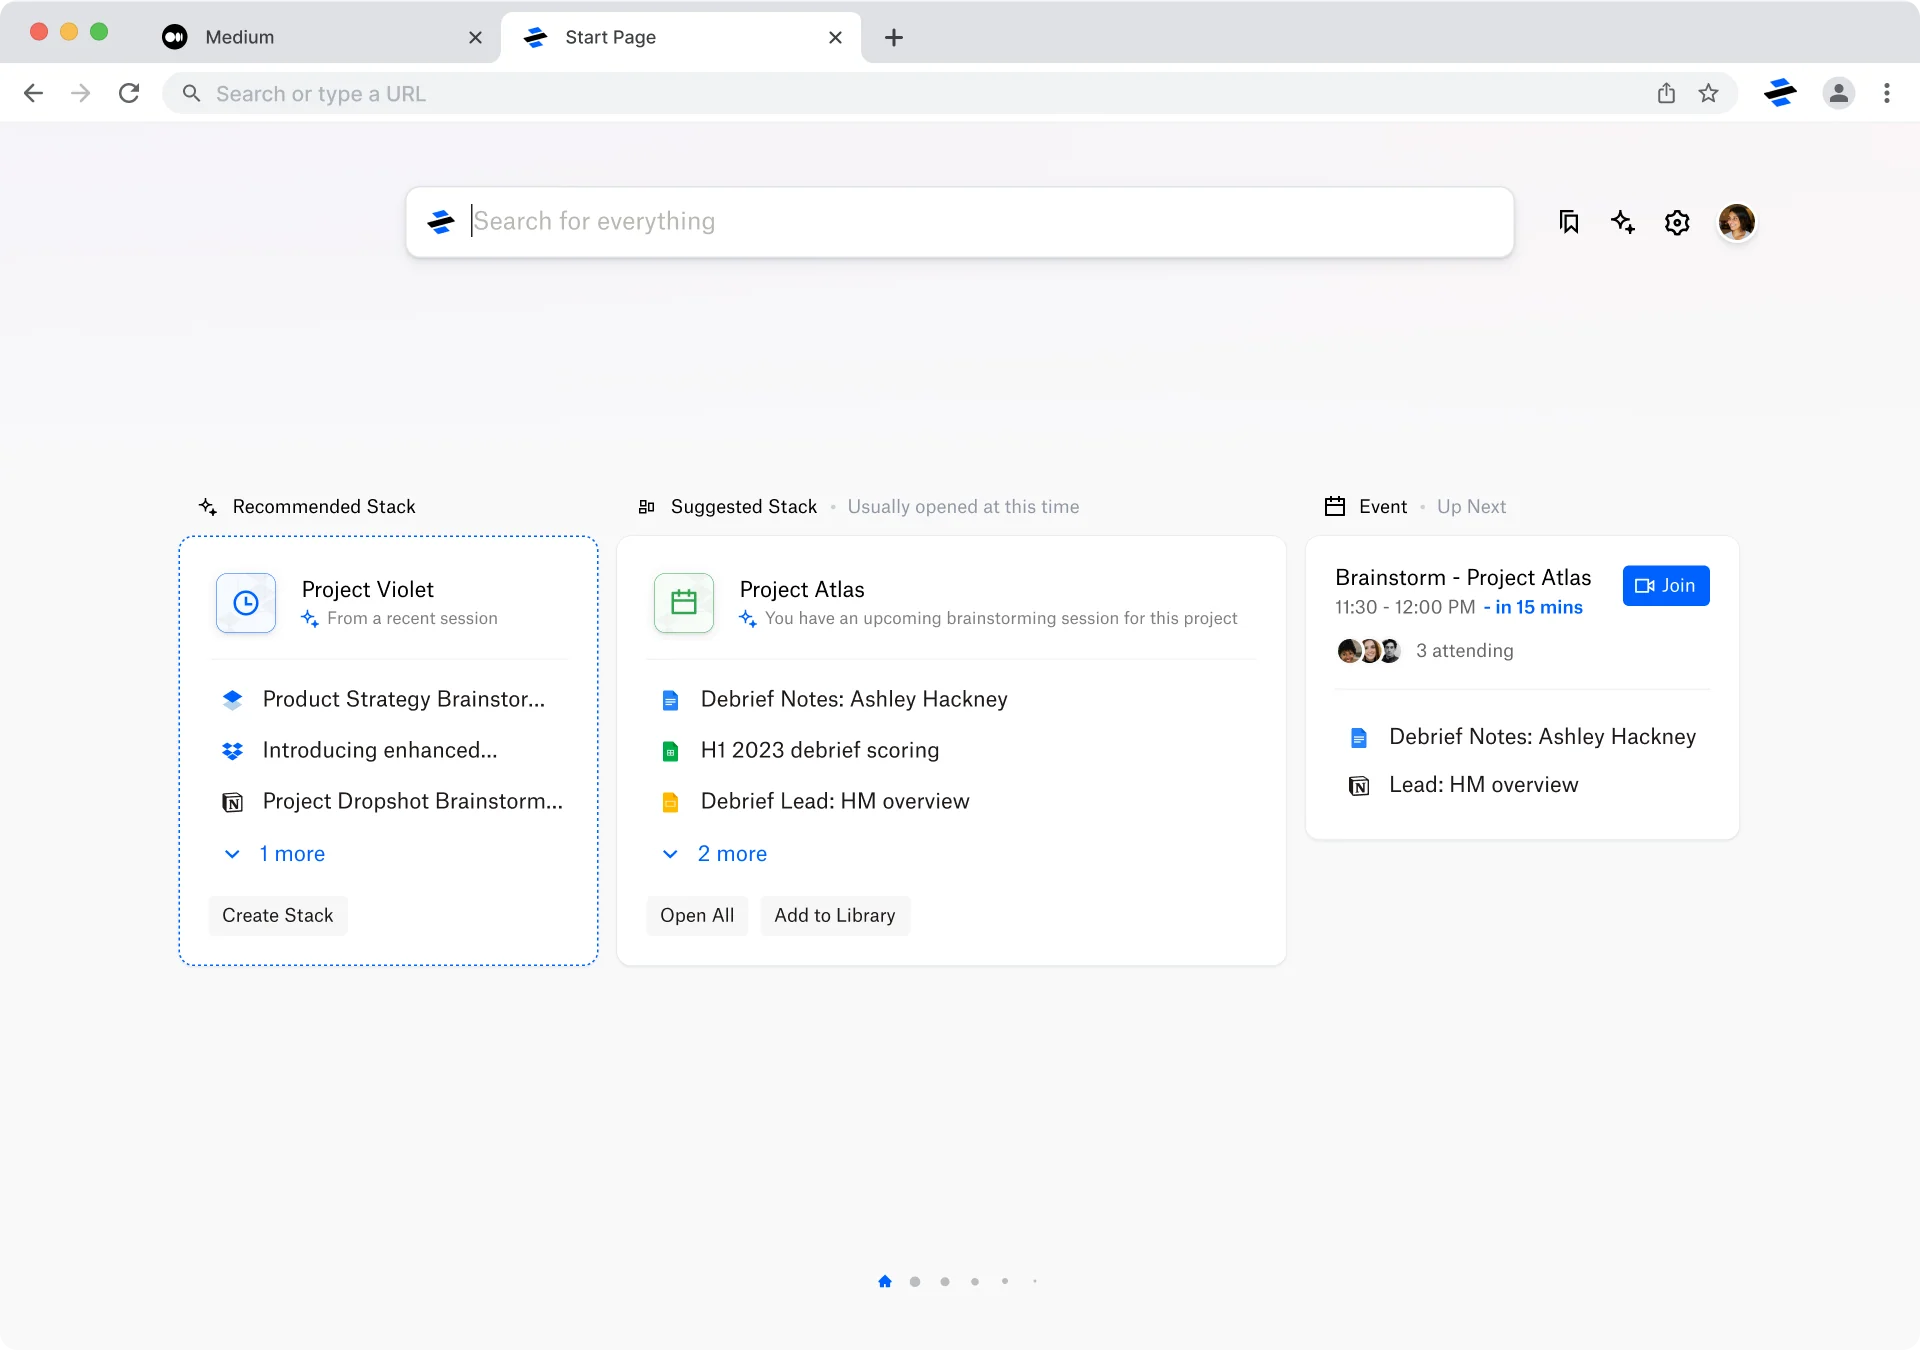 Medium
Start Page
Search or type a URL
Search for everything
Recommended Stack
Project Violet
From a recent session
Product Strategy Brainstor...
Introducing enhanced...
Project Dropshot Brainstorm...
1 more
Create Stack
Suggested Stack • Usually opened at this time
Project Atlas
You have an upcoming brainstorming session for this project
Debrief Notes: Ashley Hackney
H1 2023 debrief scoring
Debrief Lead: HM overview
2 more
Open All
Add to Library
Event • Up Next
Brainstorm - Project Atlas
11:30 - 12:00 PM - in 15 mins
Join
3 attending
Debrief Notes: Ashley Hackney
Lead: HM overview